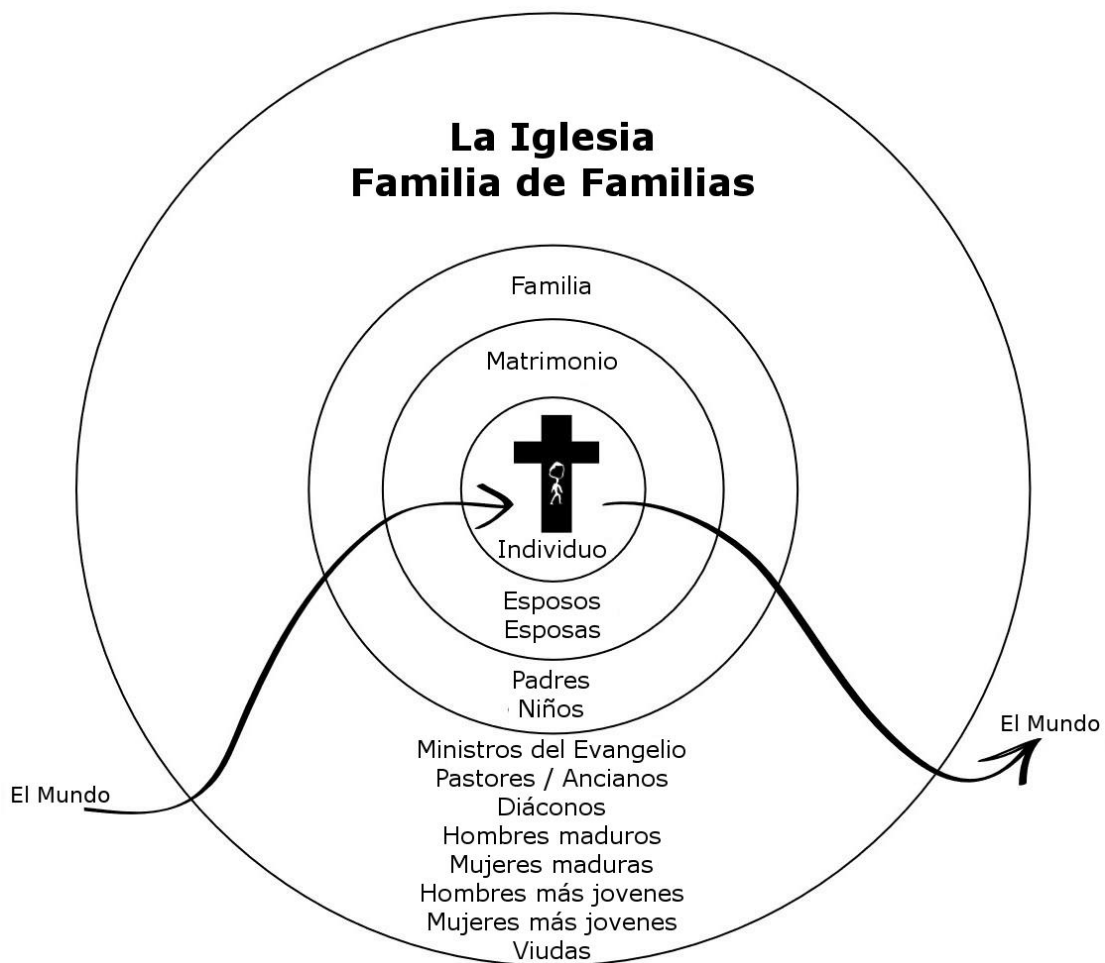 La Iglesia
Familia de Familias
Familia
Matrimonio
Individuo
Esposos
Esposas
Padres
Niños
Ministros del Evangelio
Pastores / Ancianos
Diáconos
Hombres maduros
Mujeres maduras
Hombres más jovenes
Mujeres más jovenes
Viudas
El Mundo
El Mundo